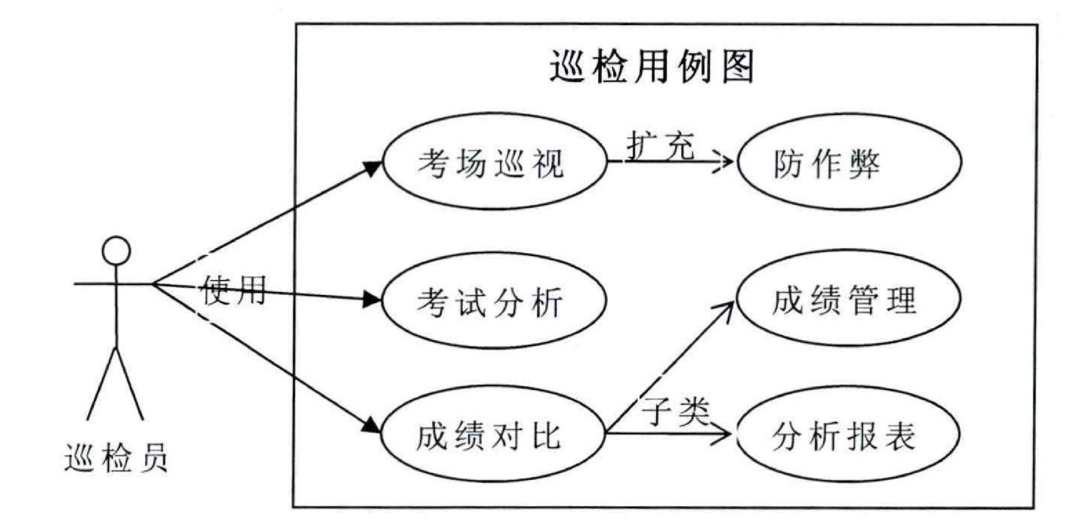 巡检用例图
考场巡视
扩充
防作弊
使用
考试分析
成绩管理
成绩对比
子类
分析报表
巡检员